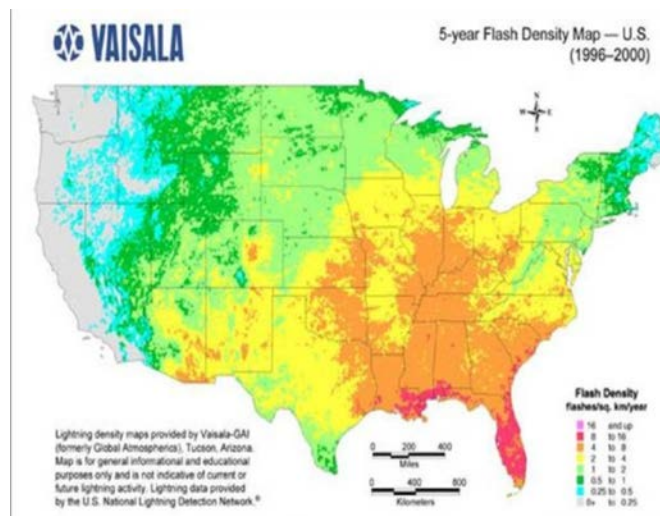 VAISALA
5-year Flash Density Map — U.S.
(1996–2000)
N
W E
S
Flash Density
flashes/sq. km/year
16 and up
8 to 16
4 to 8
2 to 4
1 to 2
0.5 to 1
0.25 to 0.5
0+ to 0.25
Lightning density maps provided by Vaisala-GAI
(formerly Global Atmospherics), Tucson, Arizona.
Map is for general informational and educational
purposes only and is not indicative of current or
future lightning activity. Lightning data provided
by the U.S. National Lightning Detection Network.®
0 200 400
Miles
0 400 800
Kilometers